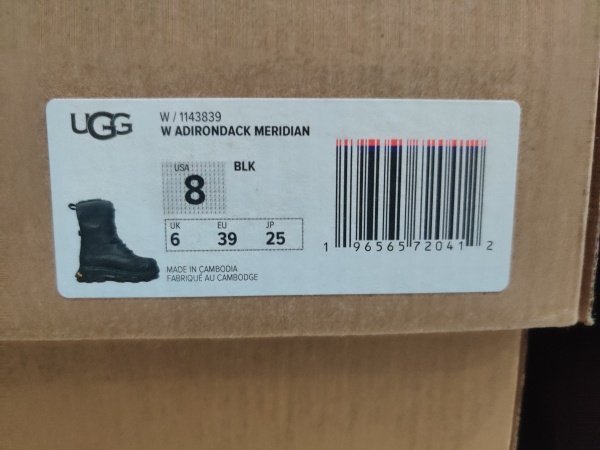 UGG
W / 1143839
W ADIRONDACK MERIDIAN
USA
8
BLK
UK EU JP
6 39 25
MADE IN CAMBODIA
FABRIQUÉ AU CAMBODGE
1 96565 72041 2